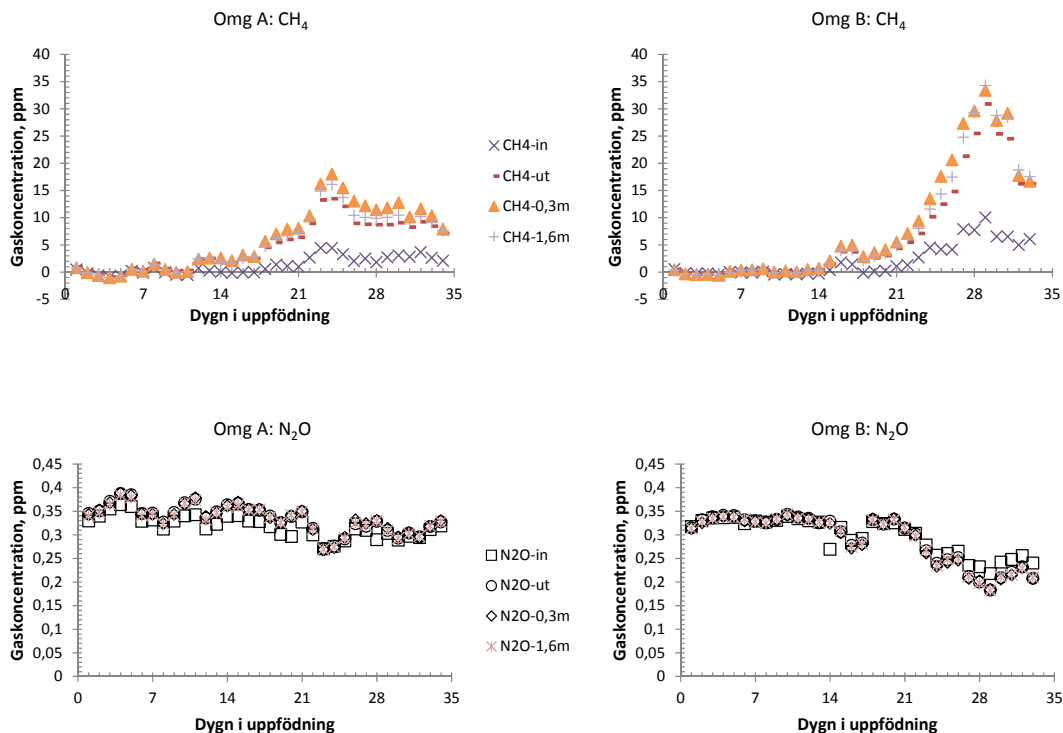 Omg A: CH4
Gaskoncentration, ppm
40
35
30
25
20
15
10
5
0
-5
0 7 14 21 28 35
Dygn i uppfödning
CH4-in
CH4-ut
CH4-0,3m
CH4-1,6m
Omg B: CH4
Gaskoncentration, ppm
40
35
30
25
20
15
10
5
0
-5
0 7 14 21 28 35
Dygn i uppfödning
Omg A: N2O
Gaskoncentration, ppm
0,45
0,4
0,35
0,3
0,25
0,2
0,15
0,1
0,05
0
0 7 14 21 28 35
Dygn i uppfödning
N2O-in
N2O-ut
N2O-0,3m
N2O-1,6m
Omg B: N2O
Gaskoncentration, ppm
0,45
0,4
0,35
0,3
0,25
0,2
0,15
0,1
0,05
0
0 7 14 21 28 35
Dygn i uppfödning